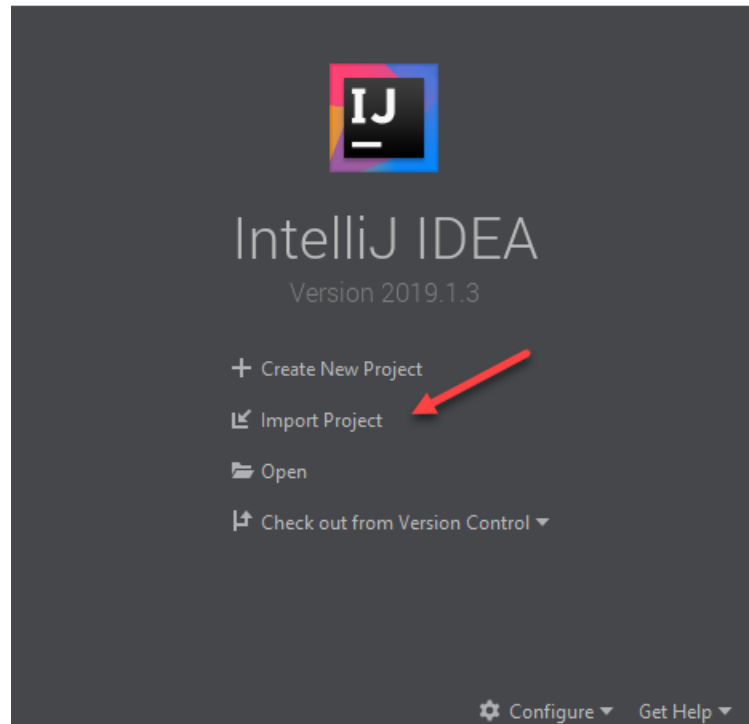 IJ
IntelliJ IDEA
Version 2019.1.3
Create New Project
Import Project
Open
Check out from Version Control
Configure Get Help